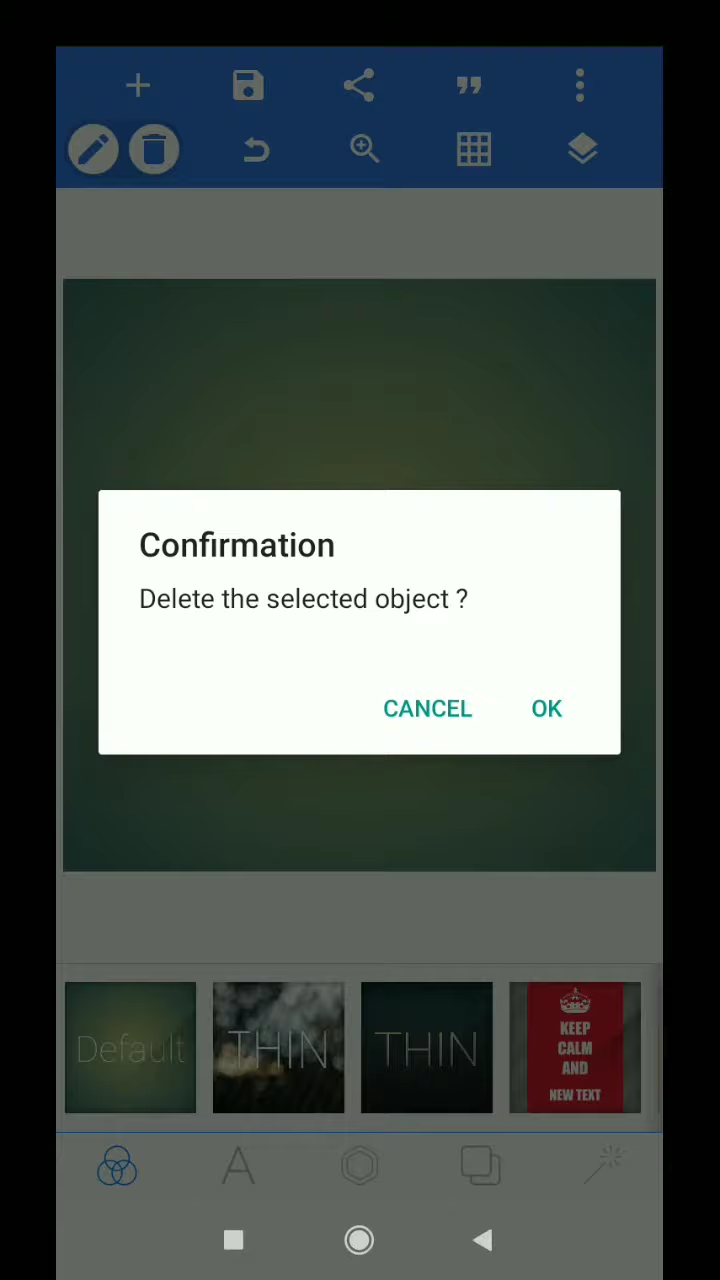 Confirmation
Delete the selected object ?
CANCEL OK
Default
THIN
THIN
KEEP
CALM
AND
NEW TEXT
A